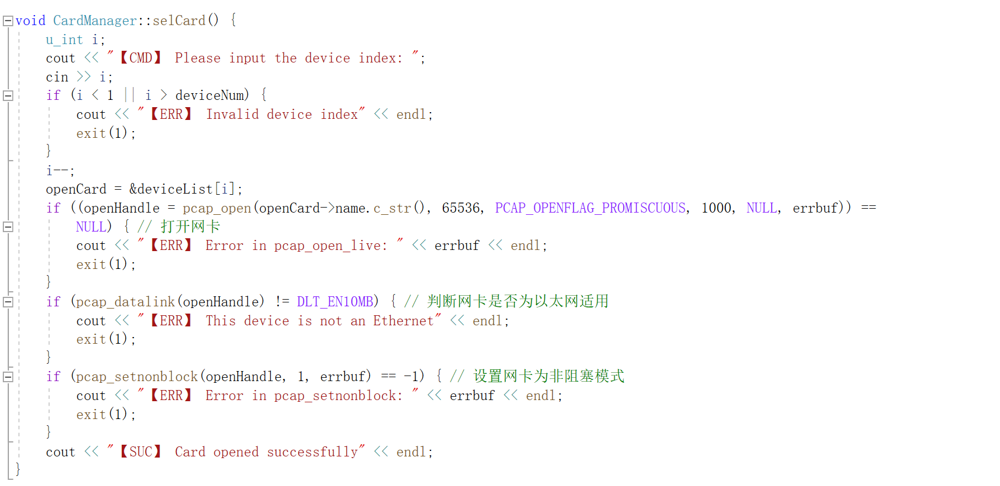 void CardManager::selCard() {
    u_int i;
    cout << "【CMD】 Please input the device index: ";
    cin >> i;
    if (i < 1 || i > deviceNum) {
        cout << "【ERR】 Invalid device index" << endl;
        exit(1);
    }
    i--;
    openCard = &deviceList[i];
    if ((openHandle = pcap_open(openCard->name.c_str(), 65536, PCAP_OPENFLAG_PROMISCUOUS, 1000, NULL, errbuf)) ==
        NULL) { // 打开网卡
        cout << "【ERR】 Error in pcap_open_live: " << errbuf << endl;
        exit(1);
    }
    if (pcap_datalink(openHandle) != DLT_EN10MB) { // 判断网卡是否为以太网适用
        cout << "【ERR】 This device is not an Ethernet" << endl;
        exit(1);
    }
    if (pcap_setnonblock(openHandle, 1, errbuf) == -1) { // 设置网卡为非阻塞模式
        cout << "【ERR】 Error in pcap_setnonblock: " << errbuf << endl;
        exit(1);
    }
    cout << "【SUC】 Card opened successfully" << endl;
}